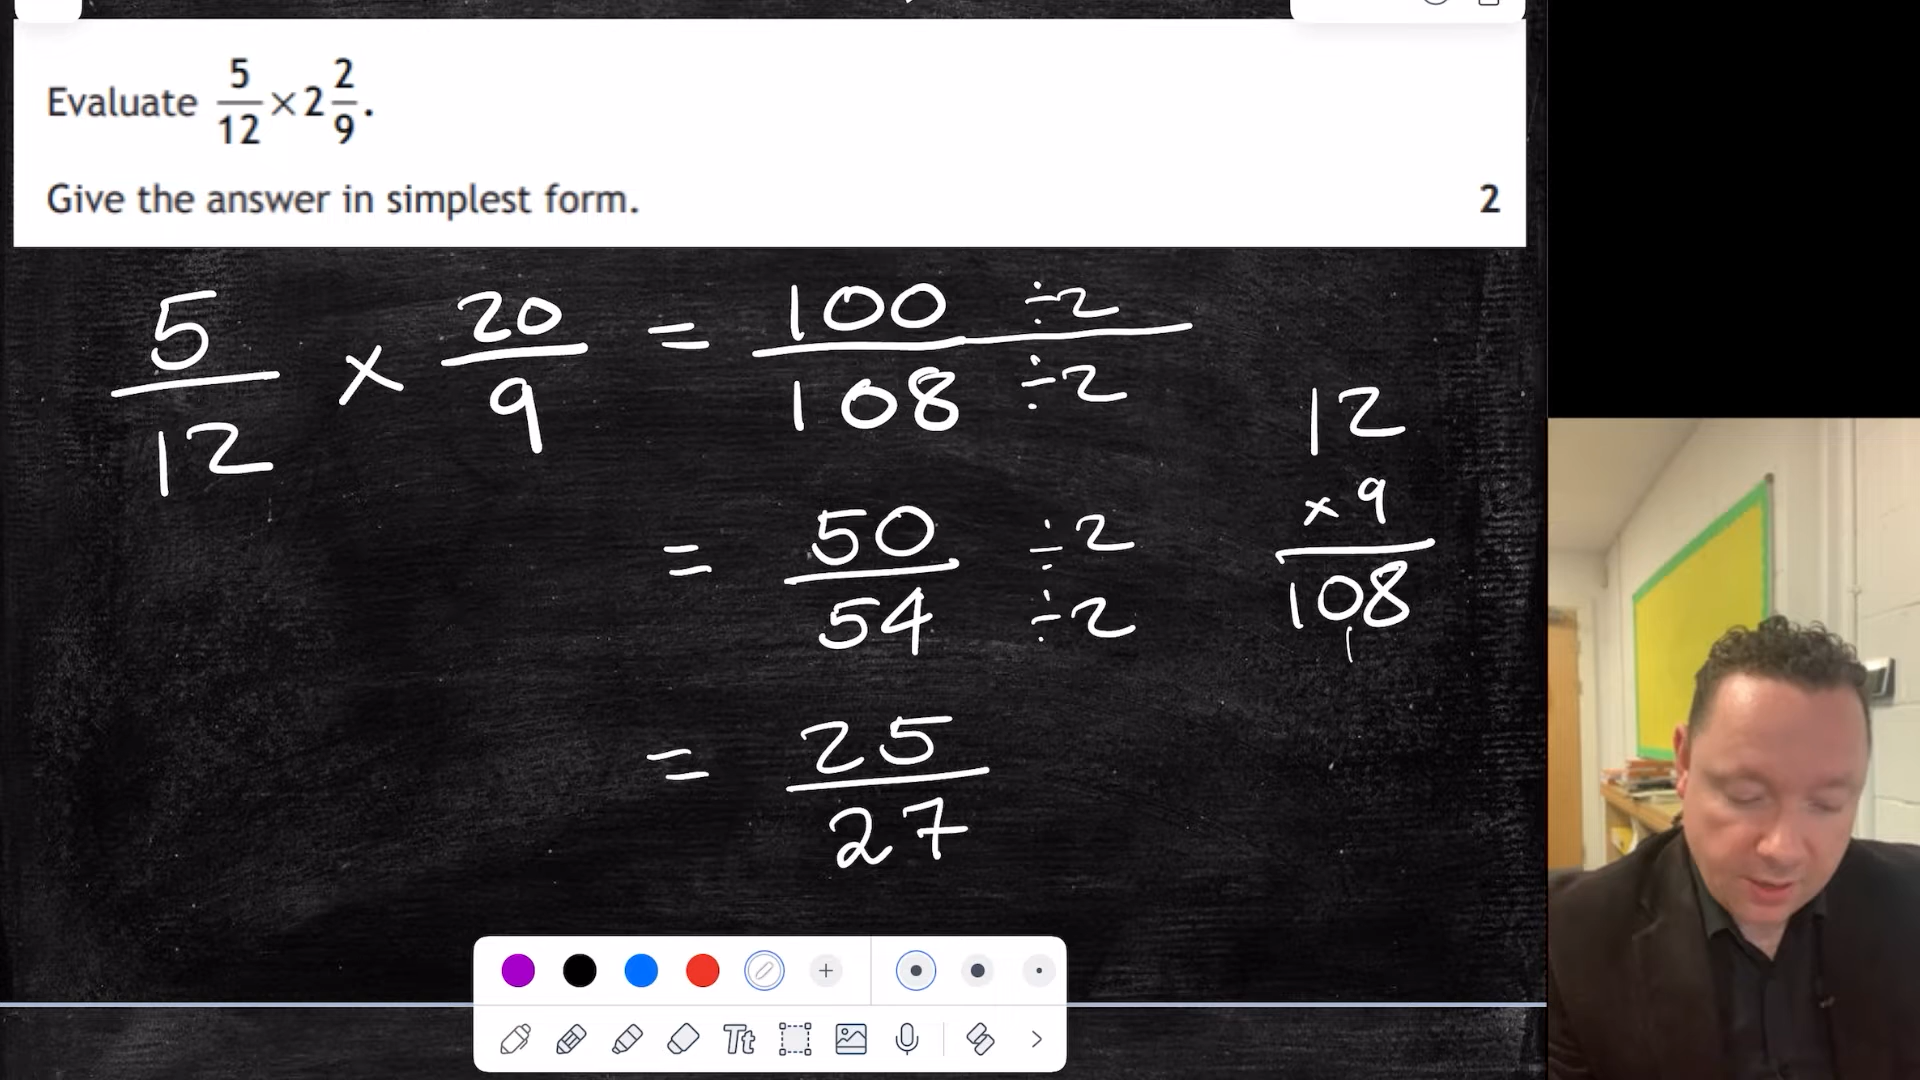 Evaluate 5/12 × 2 2/9.
Give the answer in simplest form. 2
5/12 × 20/9 = 100/108 ÷2/÷2
= 50/54 ÷2 ÷2
= 25/27
12
×9
108
1
Tt